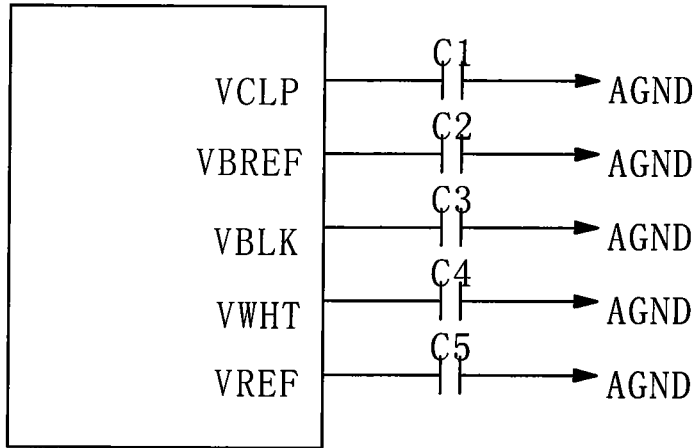 C1
VCLP AGND
C2
VBREF AGND
C3
VBLK AGND
C4
VWHT AGND
C5
VREF AGND